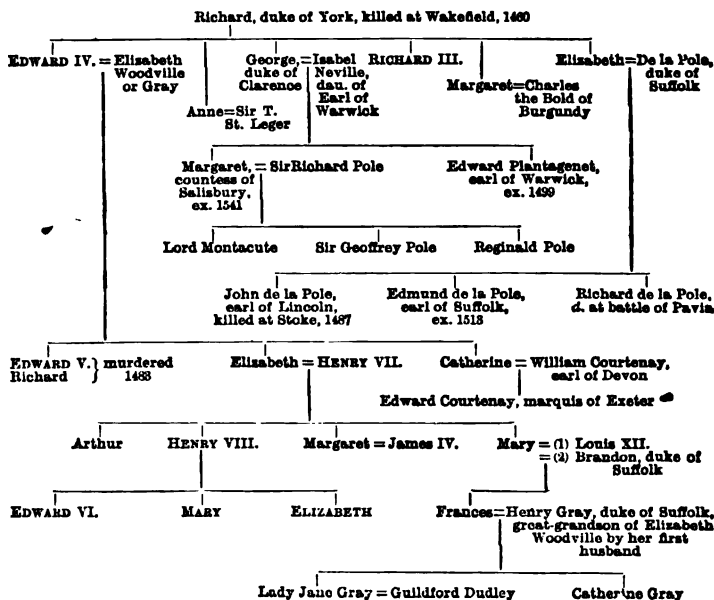 Richard, duke of York, killed at Wakefield, 1460
EDWARD IV. = Elizabeth Woodville or Gray
George, duke of Clarence = Isabel Neville, dau. of Earl of Warwick
RICHARD III.
Elizabeth = De la Pole, duke of Suffolk
Anne = Sir T. St. Leger
Margaret = Charles the Bold of Burgundy
Margaret, countess of Salisbury, ex. 1541 = Sir Richard Pole
Edward Plantagenet, earl of Warwick, ex. 1499
Lord Montacute
Sir Geoffrey Pole
Reginald Pole
John de la Pole, earl of Lincoln, killed at Stoke, 1487
Edmund de la Pole, earl of Suffolk, ex. 1513
Richard de la Pole, d. at battle of Pavia
EDWARD V. } murdered
Richard } 1483
Elizabeth = HENRY VII.
Catherine = William Courtenay, earl of Devon
Edward Courtenay, marquis of Exeter
Arthur
HENRY VIII.
Margaret = James IV.
Mary = (1) Louis XII.
= (2) Brandon, duke of Suffolk
EDWARD VI.
MARY
ELIZABETH
Frances = Henry Gray, duke of Suffolk,
great-grandson of Elizabeth
Woodville by her first
husband
Lady Jane Gray = Guildford Dudley
Catherine Gray